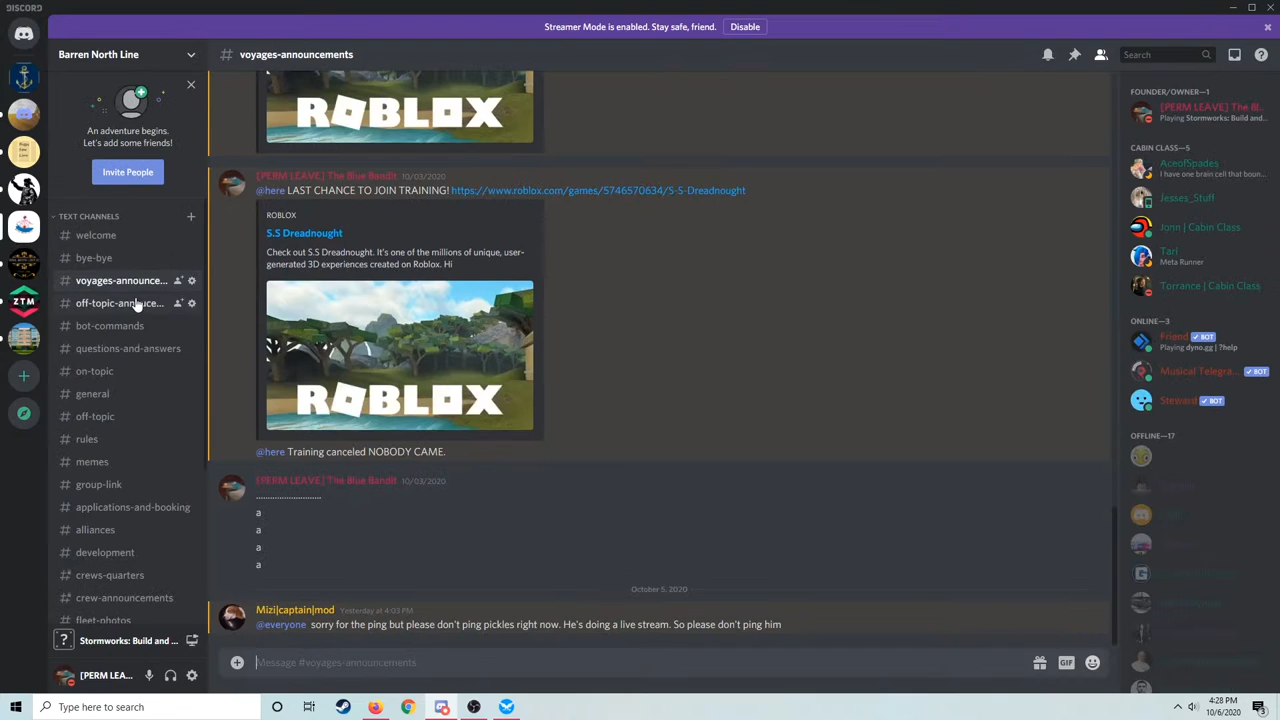 DISCORD
Streamer Mode is enabled. Stay safe, friend.
Disable
Barren North Line
An adventure begins.
Let's add some friends!
Invite People
TEXT CHANNELS
welcome
bye-bye
voyages-announce...
bot-commands
questions-and-answers
on-topic
general
off-topic
rules
memes
group-link
applications-and-booking
alliances
development
crews-quarters
crew-announcements
fleet-photos
Stormworks: Build and ...
[PERM LEA...
voyages-announcements
Search
ROBLOX
[PERM LEAVE] The Blue Bandit 10/03/2020
@here LAST CHANCE TO JOIN TRAINING! https://www.roblox.com/games/5746570634/S-S-Dreadnought
ROBLOX
S.S Dreadnought
Check out S.S Dreadnought. It's one of the millions of unique, user-
generated 3D experiences created on Roblox. Hi
ROBLOX
@here Training canceled NOBODY CAME.
[PERM LEAVE] The Blue Bandit 10/03/2020
............................
a
a
a
a
October 5, 2020
Mizi|captain|mod Yesterday at 4:03 PM
@everyone sorry for the ping but please don't ping pickles right now. He's doing a live stream. So please don't ping him
Message #voyages-announcements
GIF
FOUNDER/OWNER—1
[PERM LEAVE] The Bl...
Playing Stormworks: Build and...
CABIN CLASS—5
AceofSpades
I have one brain cell that boun...
Jesses_Stuff
Jonn | Cabin Class
Tari
Meta Runner
Torrance | Cabin Class
ONLINE—3
Friend BOT
Playing dyno.gg | ?help
Musical Telegra... BOT
Steward BOT
OFFLINE—17
ZTM
Type here to search
4:28 PM
10/6/2020